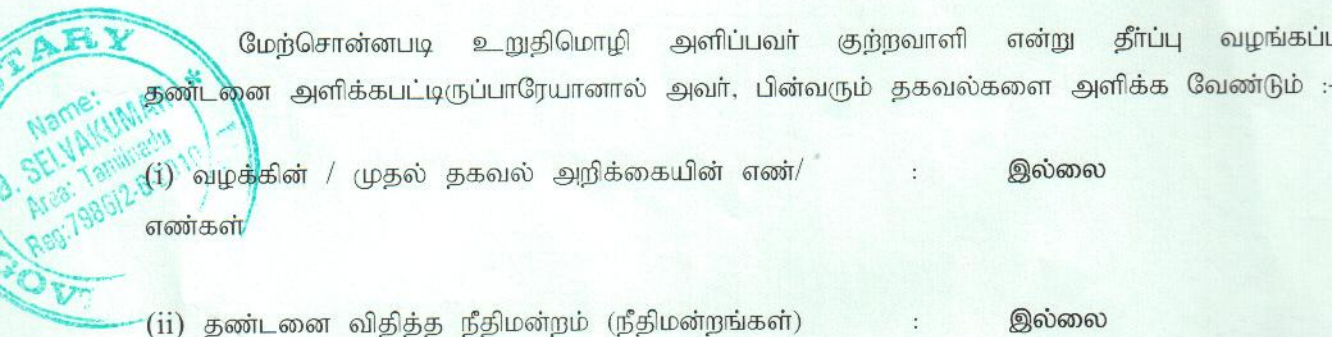 மேற்சொன்னபடி உறுதிமொழி அளிப்பவர் குற்றவாளி என்று தீர்ப்பு வழங்கப்ப
தண்டனை அளிக்கபட்டிருப்பாரேயானால் அவர், பின்வரும் தகவல்களை அளிக்க வேண்டும் :-
(i) வழக்கின் / முதல் தகவல் அறிக்கையின் எண்/ : இல்லை
எண்கள்
(ii) தண்டனை விதித்த நீதிமன்றம் (நீதிமன்றங்கள்) : இல்லை
TARY
Name:
SELVAKUMAR
Area: Tamilnadu